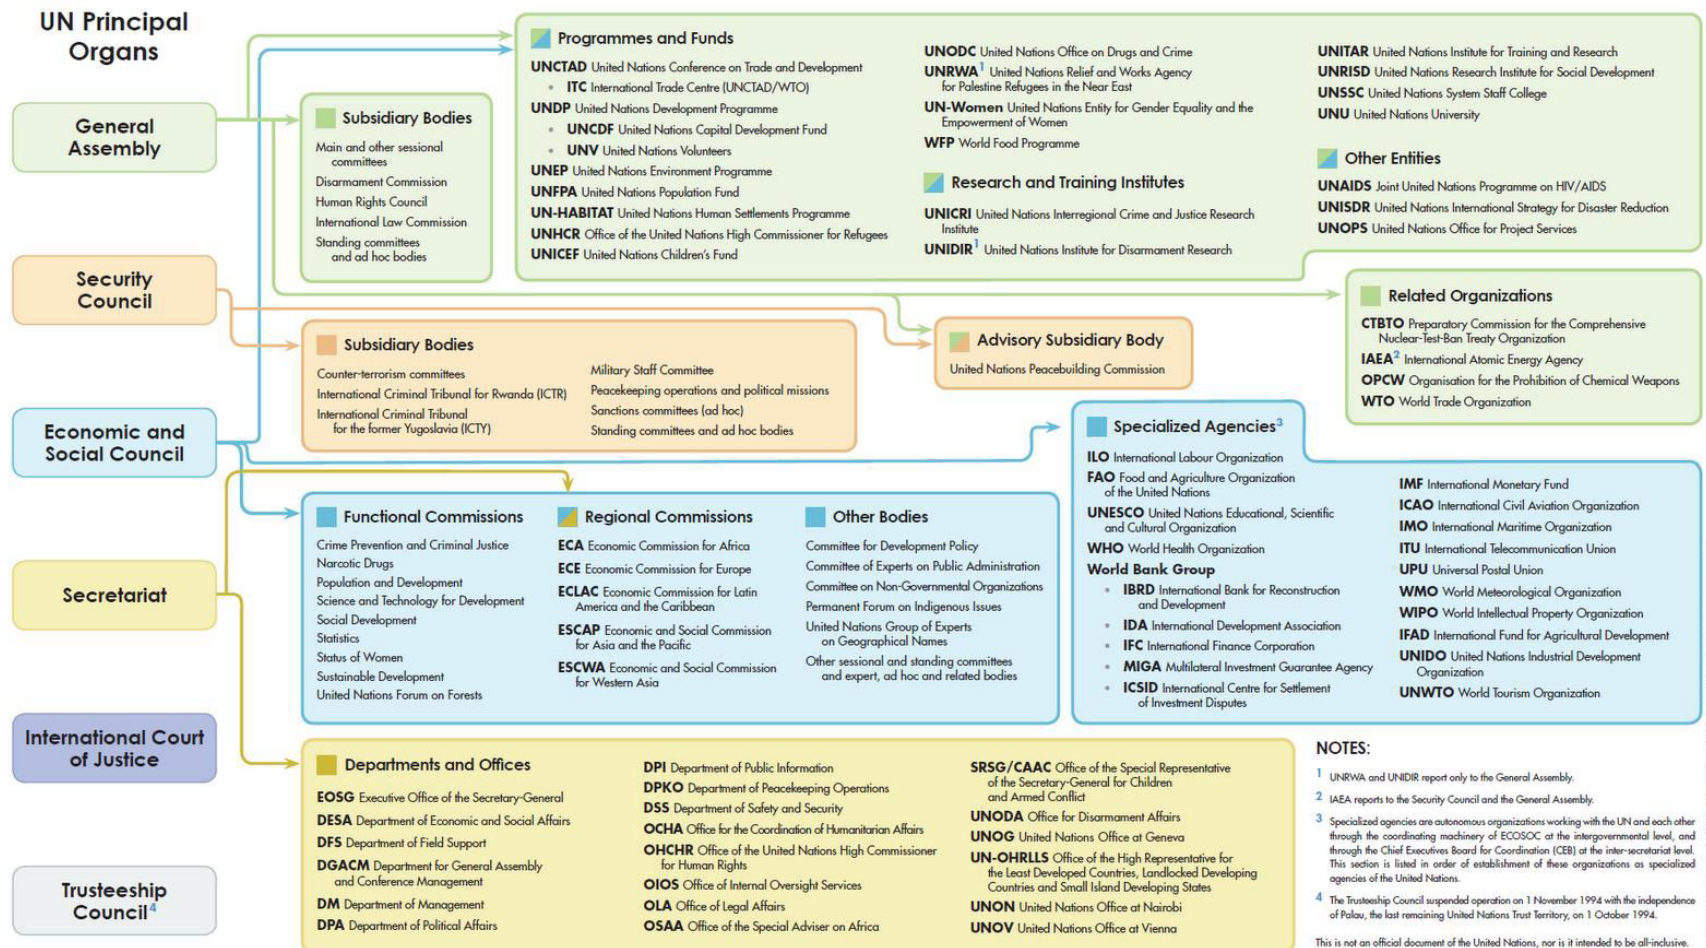 UN Principal
Organs
General
Assembly
Security
Council
Economic and
Social Council
Secretariat
International Court
of Justice
Trusteeship
Council4
Subsidiary Bodies
Main and other sessional
committees
Disarmament Commission
Human Rights Council
International Law Commission
Standing committees
and ad hoc bodies
Programmes and Funds
UNCTAD United Nations Conference on Trade and Development
• ITC International Trade Centre (UNCTAD/WTO)
UNDP United Nations Development Programme
• UNCDF United Nations Capital Development Fund
• UNV United Nations Volunteers
UNEP United Nations Environment Programme
UNFPA United Nations Population Fund
UN-HABITAT United Nations Human Settlements Programme
UNHCR Office of the United Nations High Commissioner for Refugees
UNICEF United Nations Children's Fund
UNODC United Nations Office on Drugs and Crime
UNRWA1 United Nations Relief and Works Agency
for Palestine Refugees in the Near East
UN-Women United Nations Entity for Gender Equality and the
Empowerment of Women
WFP World Food Programme
Research and Training Institutes
UNICRI United Nations Interregional Crime and Justice Research
Institute
UNIDIR1 United Nations Institute for Disarmament Research
UNITAR United Nations Institute for Training and Research
UNRISD United Nations Research Institute for Social Development
UNSSC United Nations System Staff College
UNU United Nations University
Other Entities
UNAIDS Joint United Nations Programme on HIV/AIDS
UNISDR United Nations International Strategy for Disaster Reduction
UNOPS United Nations Office for Project Services
Subsidiary Bodies
Counter-terrorism committees
International Criminal Tribunal for Rwanda (ICTR)
International Criminal Tribunal
for the former Yugoslavia (ICTY)
Military Staff Committee
Peacekeeping operations and political missions
Sanctions committees (ad hoc)
Standing committees and ad hoc bodies
Advisory Subsidiary Body
United Nations Peacebuilding Commission
Related Organizations
CTBTO Preparatory Commission for the Comprehensive
Nuclear-Test-Ban Treaty Organization
IAEA2 International Atomic Energy Agency
OPCW Organisation for the Prohibition of Chemical Weapons
WTO World Trade Organization
Functional Commissions
Crime Prevention and Criminal Justice
Narcotic Drugs
Population and Development
Science and Technology for Development
Social Development
Statistics
Status of Women
Sustainable Development
United Nations Forum on Forests
Regional Commissions
ECA Economic Commission for Africa
ECE Economic Commission for Europe
ECLAC Economic Commission for Latin
America and the Caribbean
ESCAP Economic and Social Commission
for Asia and the Pacific
ESCWA Economic and Social Commission
for Western Asia
Other Bodies
Committee for Development Policy
Committee of Experts on Public Administration
Committee on Non-Governmental Organizations
Permanent Forum on Indigenous Issues
United Nations Group of Experts
on Geographical Names
Other sessional and standing committees
and expert, ad hoc and related bodies
Specialized Agencies3
ILO International Labour Organization
FAO Food and Agriculture Organization
of the United Nations
UNESCO United Nations Educational, Scientific
and Cultural Organization
WHO World Health Organization
World Bank Group
• IBRD International Bank for Reconstruction
and Development
• IDA International Development Association
• IFC International Finance Corporation
• MIGA Multilateral Investment Guarantee Agency
• ICSID International Centre for Settlement
of Investment Disputes
IMF International Monetary Fund
ICAO International Civil Aviation Organization
IMO International Maritime Organization
ITU International Telecommunication Union
UPU Universal Postal Union
WMO World Meteorological Organization
WIPO World Intellectual Property Organization
IFAD International Fund for Agricultural Development
UNIDO United Nations Industrial Development
Organization
UNWTO World Tourism Organization
Departments and Offices
EOSG Executive Office of the Secretary-General
DESA Department of Economic and Social Affairs
DFS Department of Field Support
DGACM Department for General Assembly
and Conference Management
DM Department of Management
DPA Department of Political Affairs
DPI Department of Public Information
DPKO Department of Peacekeeping Operations
DSS Department of Safety and Security
OCHA Office for the Coordination of Humanitarian Affairs
OHCHR Office of the United Nations High Commissioner
for Human Rights
OIOS Office of Internal Oversight Services
OLA Office of Legal Affairs
OSAA Office of the Special Adviser on Africa
SRSG/CAAC Office of the Special Representative
of the Secretary-General for Children
and Armed Conflict
UNODA Office for Disarmament Affairs
UNOG United Nations Office at Geneva
UN-OHRLLS Office of the High Representative for
the Least Developed Countries, Landlocked Developing
Countries and Small Island Developing States
UNON United Nations Office at Nairobi
UNOV United Nations Office at Vienna
NOTES:
1 UNRWA and UNIDIR report only to the General Assembly.
2 IAEA reports to the Security Council and the General Assembly.
3 Specialized agencies are autonomous organizations working with the UN and each other
through the coordinating machinery of ECOSOC at the intergovernmental level, and
through the Chief Executives Board for Coordination (CEB) at the inter-secretariat level.
This section is listed in order of establishment of these organizations as specialized
agencies of the United Nations.
4 The Trusteeship Council suspended operation on 1 November 1994 with the independence
of Palau, the last remaining United Nations Trust Territory, on 1 October 1994.
This is not an official document of the United Nations, nor is it intended to be all-inclusive.